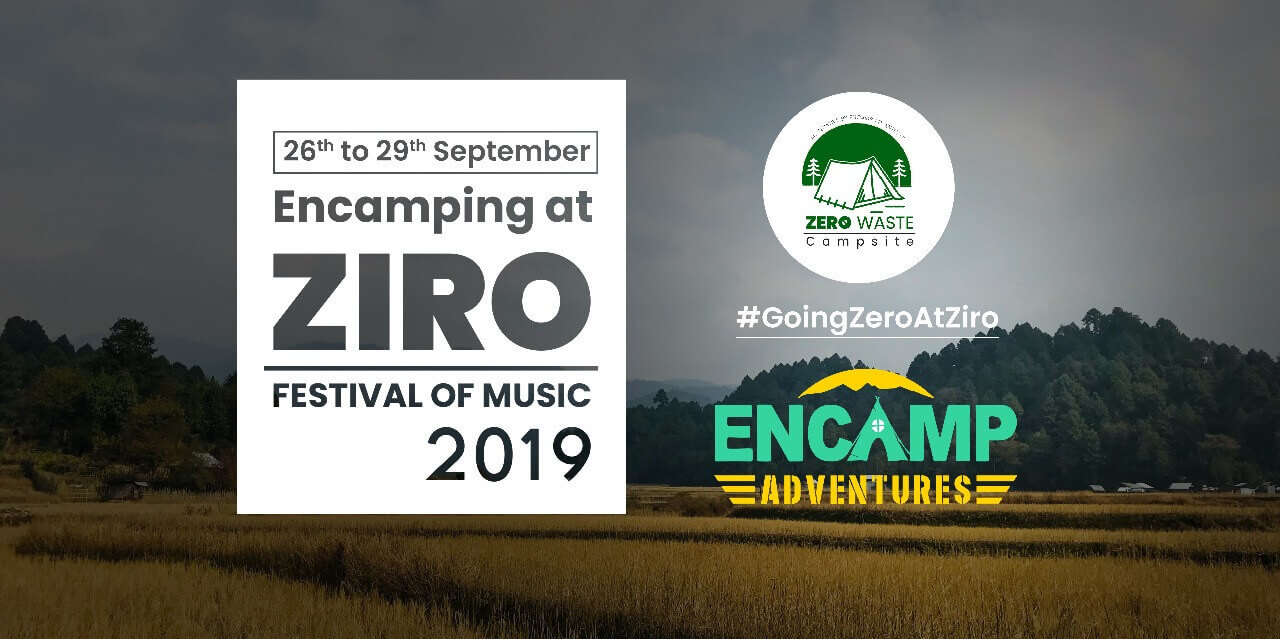 26th to 29th September
Encamping at
ZIRO
FESTIVAL OF MUSIC
2019
ZERO WASTE
Campsite
#GoingZeroAtZiro
ENCAMP
ADVENTURES